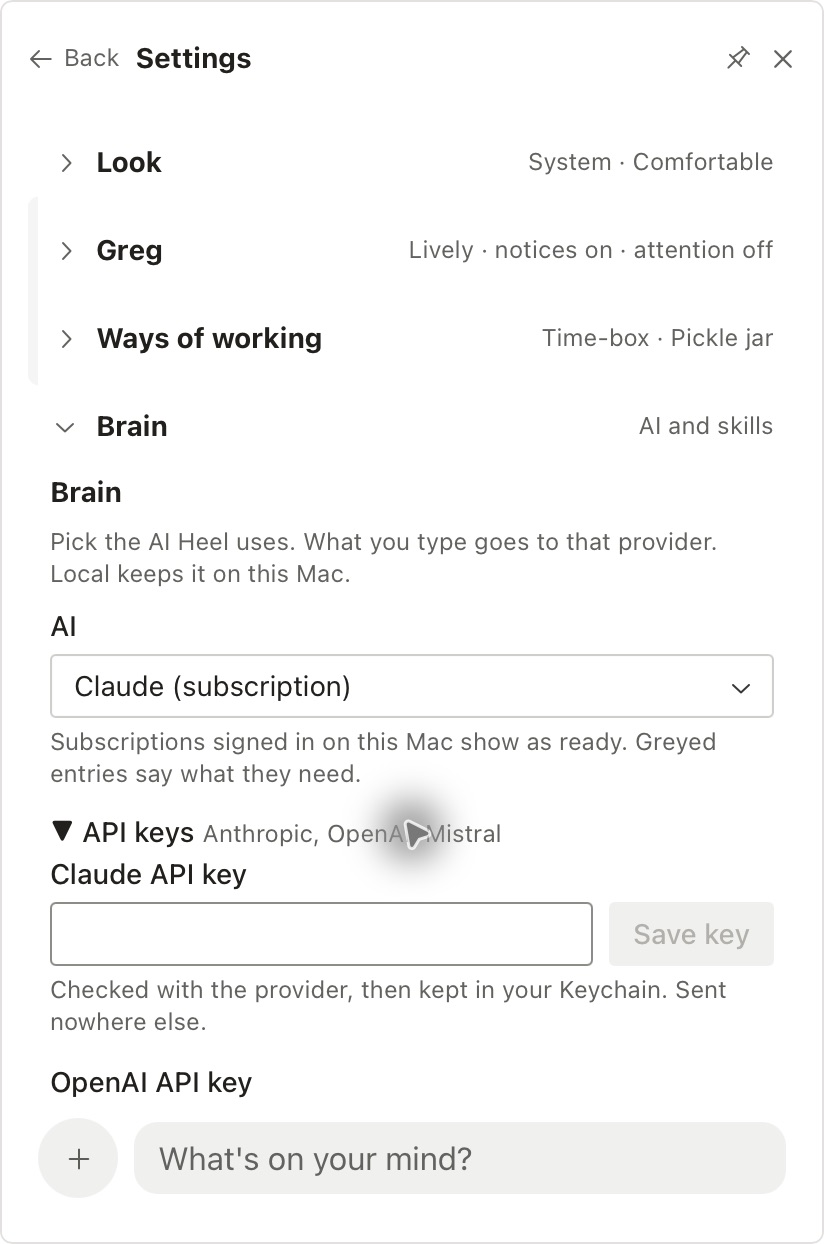 Back Settings
Look System · Comfortable
Greg Lively · notices on · attention off
Ways of working Time-box · Pickle jar
Brain AI and skills
Brain
Pick the AI Heel uses. What you type goes to that provider.
Local keeps it on this Mac.
AI
Claude (subscription)
Subscriptions signed in on this Mac show as ready. Greyed
entries say what they need.
API keys Anthropic, OpenAI, Mistral
Claude API key
Save key
Checked with the provider, then kept in your Keychain. Sent
nowhere else.
OpenAI API key
What's on your mind?